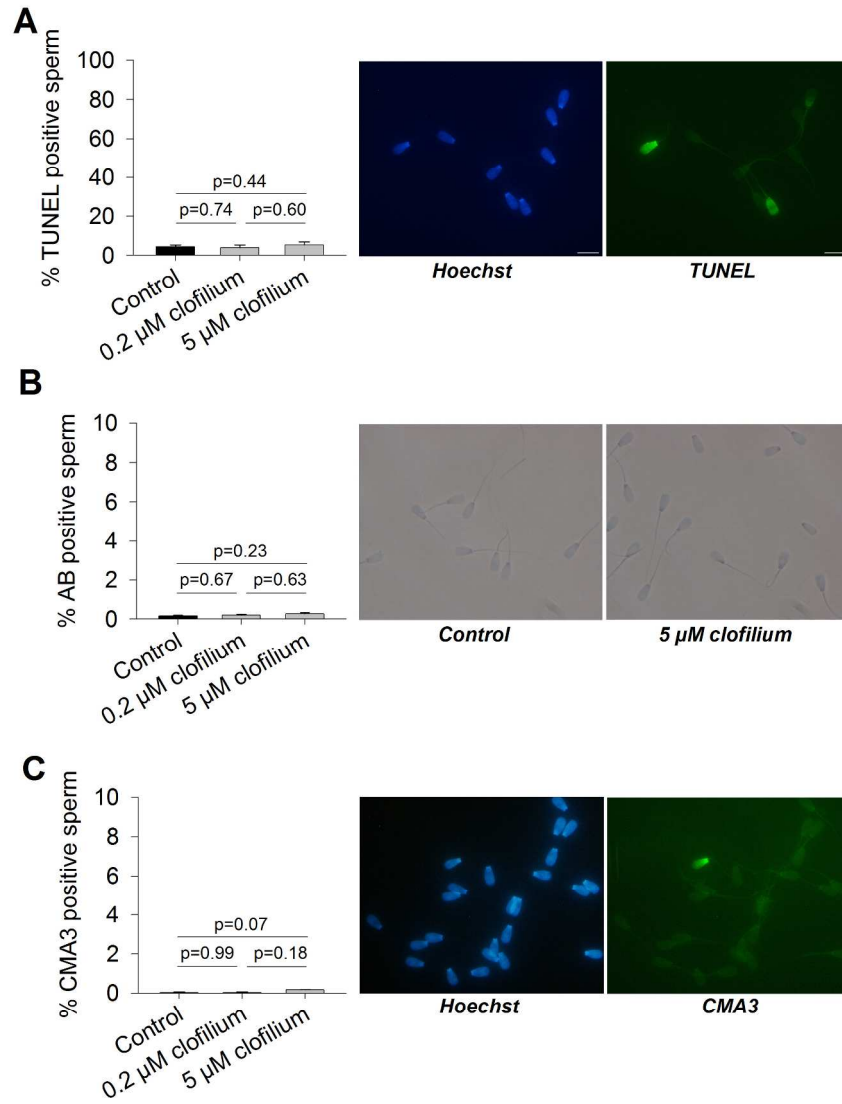 A
% TUNEL positive sperm
100
80
60
40
20
0
p=0.44
p=0.74
p=0.60
Control
0.2 µM clofilium
5 µM clofilium
Hoechst
TUNEL
B
% AB positive sperm
10
8
6
4
2
0
p=0.23
p=0.67
p=0.63
Control
0.2 µM clofilium
5 µM clofilium
Control
5 µM clofilium
C
% CMA3 positive sperm
10
8
6
4
2
0
p=0.07
p=0.99
p=0.18
Control
0.2 µM clofilium
5 µM clofilium
Hoechst
CMA3